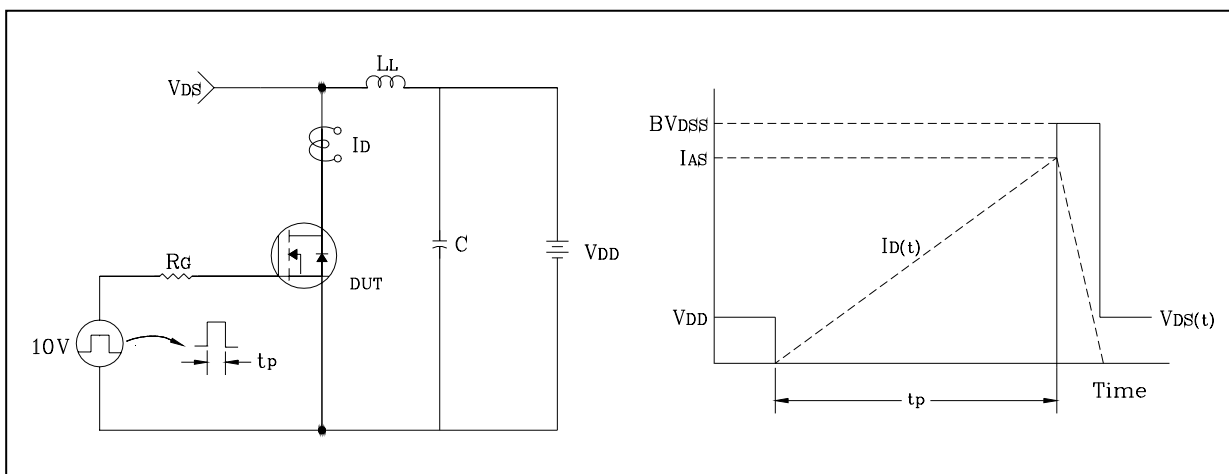 LL
VDS
ID
RG
C
VDD
DUT
10V
tp
BVDSS
IAS
ID(t)
VDD
VDS(t)
Time
tp